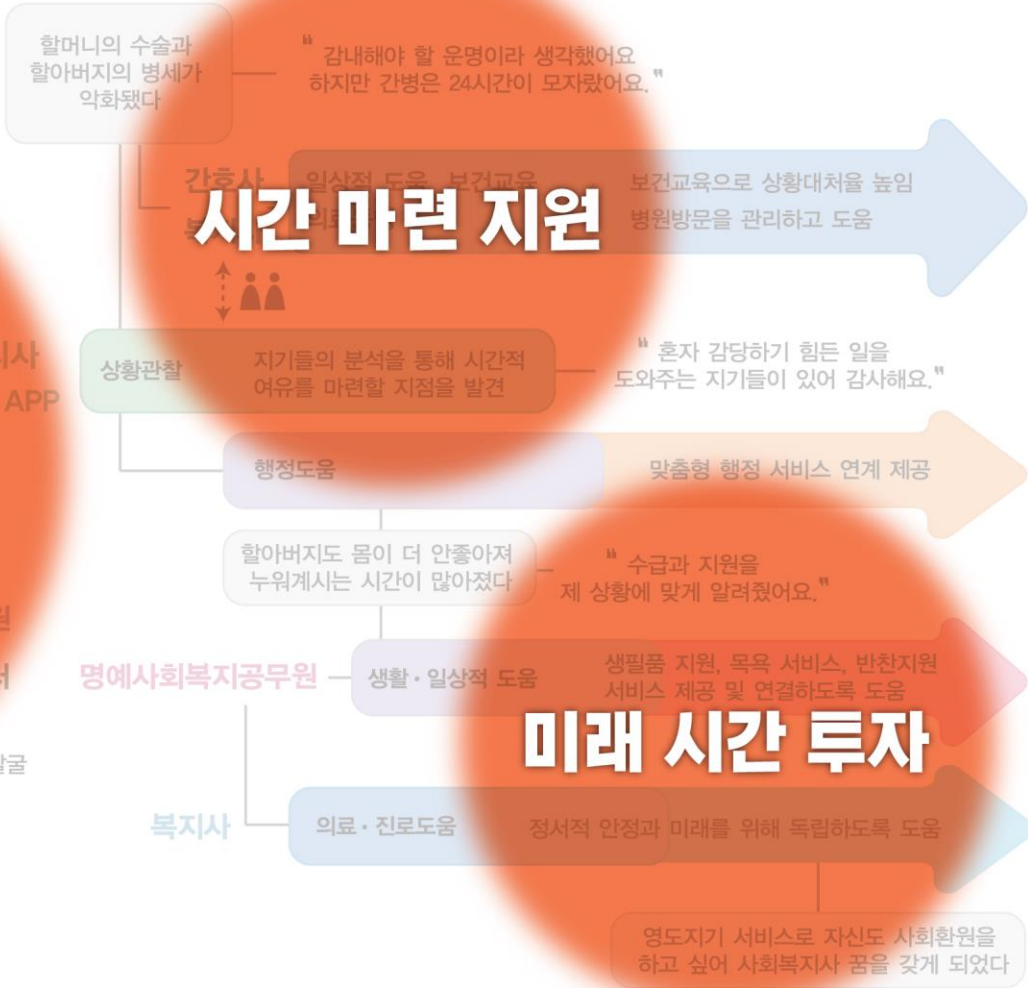 할머니의 수술과
할아버지의 병세가
악화됐다
" 감내해야 할 운명이라 생각했어요
하지만 간병은 24시간이 모자랐어요."
간호사
일상적 도움
보건교육
보건교육으로 상황대처율 높임
병원방문을 관리하고 도움
시간 마련 지원
상황관찰
지기들의 분석을 통해 시간적
여유를 마련할 지점을 발견
" 혼자 감당하기 힘든 일을
도와주는 지기들이 있어 감사해요."
APP
행정도움
맞춤형 행정 서비스 연계 제공
할아버지도 몸이 더 안좋아져
누워계시는 시간이 많아졌다
" 수급과 지원을
제 상황에 맞게 알려줬어요."
명예사회복지공무원
생활·일상적 도움
생필품 지원, 목욕 서비스, 반찬지원
서비스 제공 및 연결하도록 도움
미래 시간 투자
복지사
의료·진로도움
정서적 안정과 미래를 위해 독립하도록 도움
영도지기 서비스로 자신도 사회환원을
하고 싶어 사회복지사 꿈을 갖게 되었다